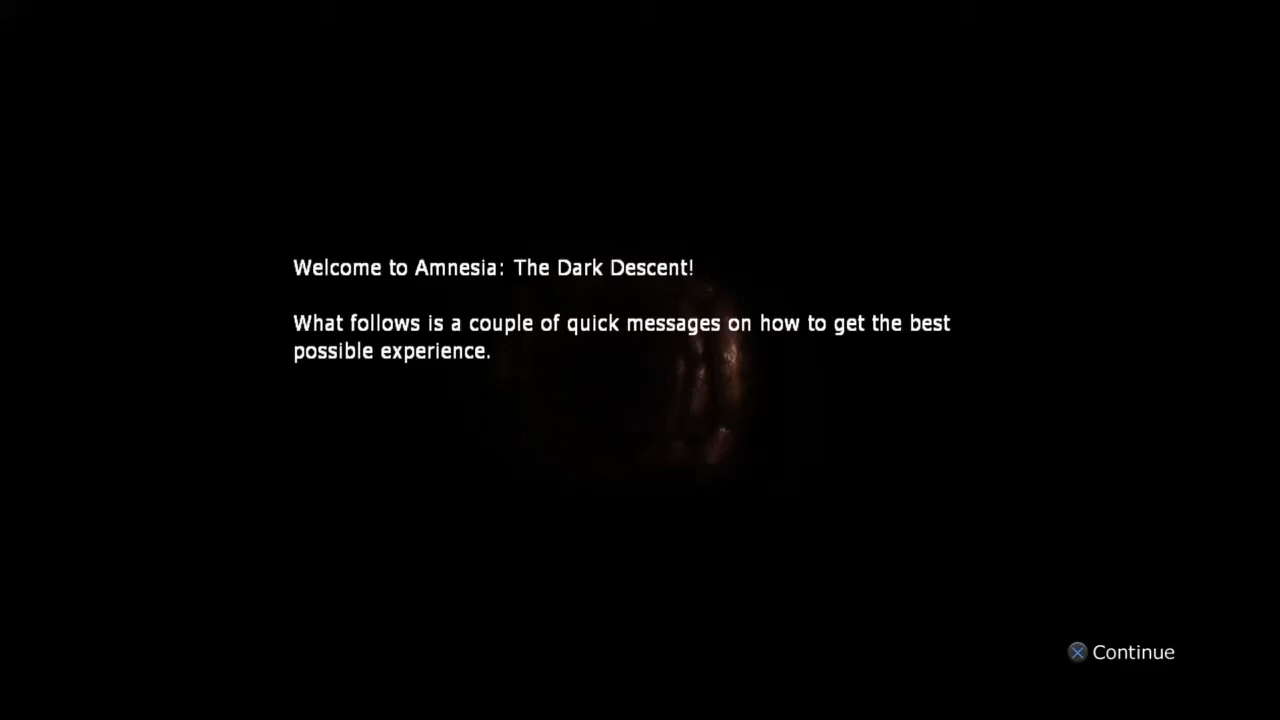 Welcome to Amnesia: The Dark Descent!
What follows is a couple of quick messages on how to get the best
possible experience.
Continue